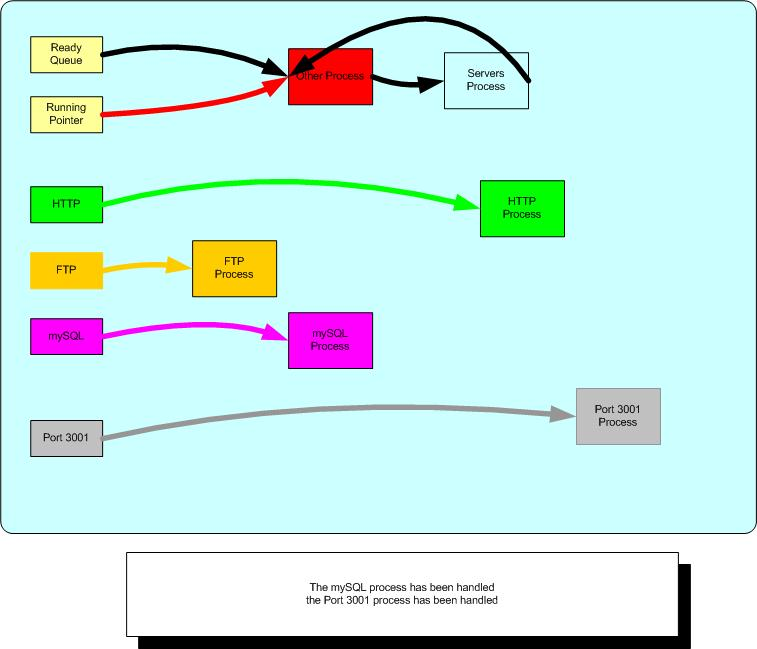 Ready
Queue
Other Process
Servers
Process
Running
Pointer
HTTP
HTTP
Process
FTP
FTP
Process
mySQL
mySQL
Process
Port 3001
Port 3001
Process
The mySQL process has been handled
the Port 3001 process has been handled